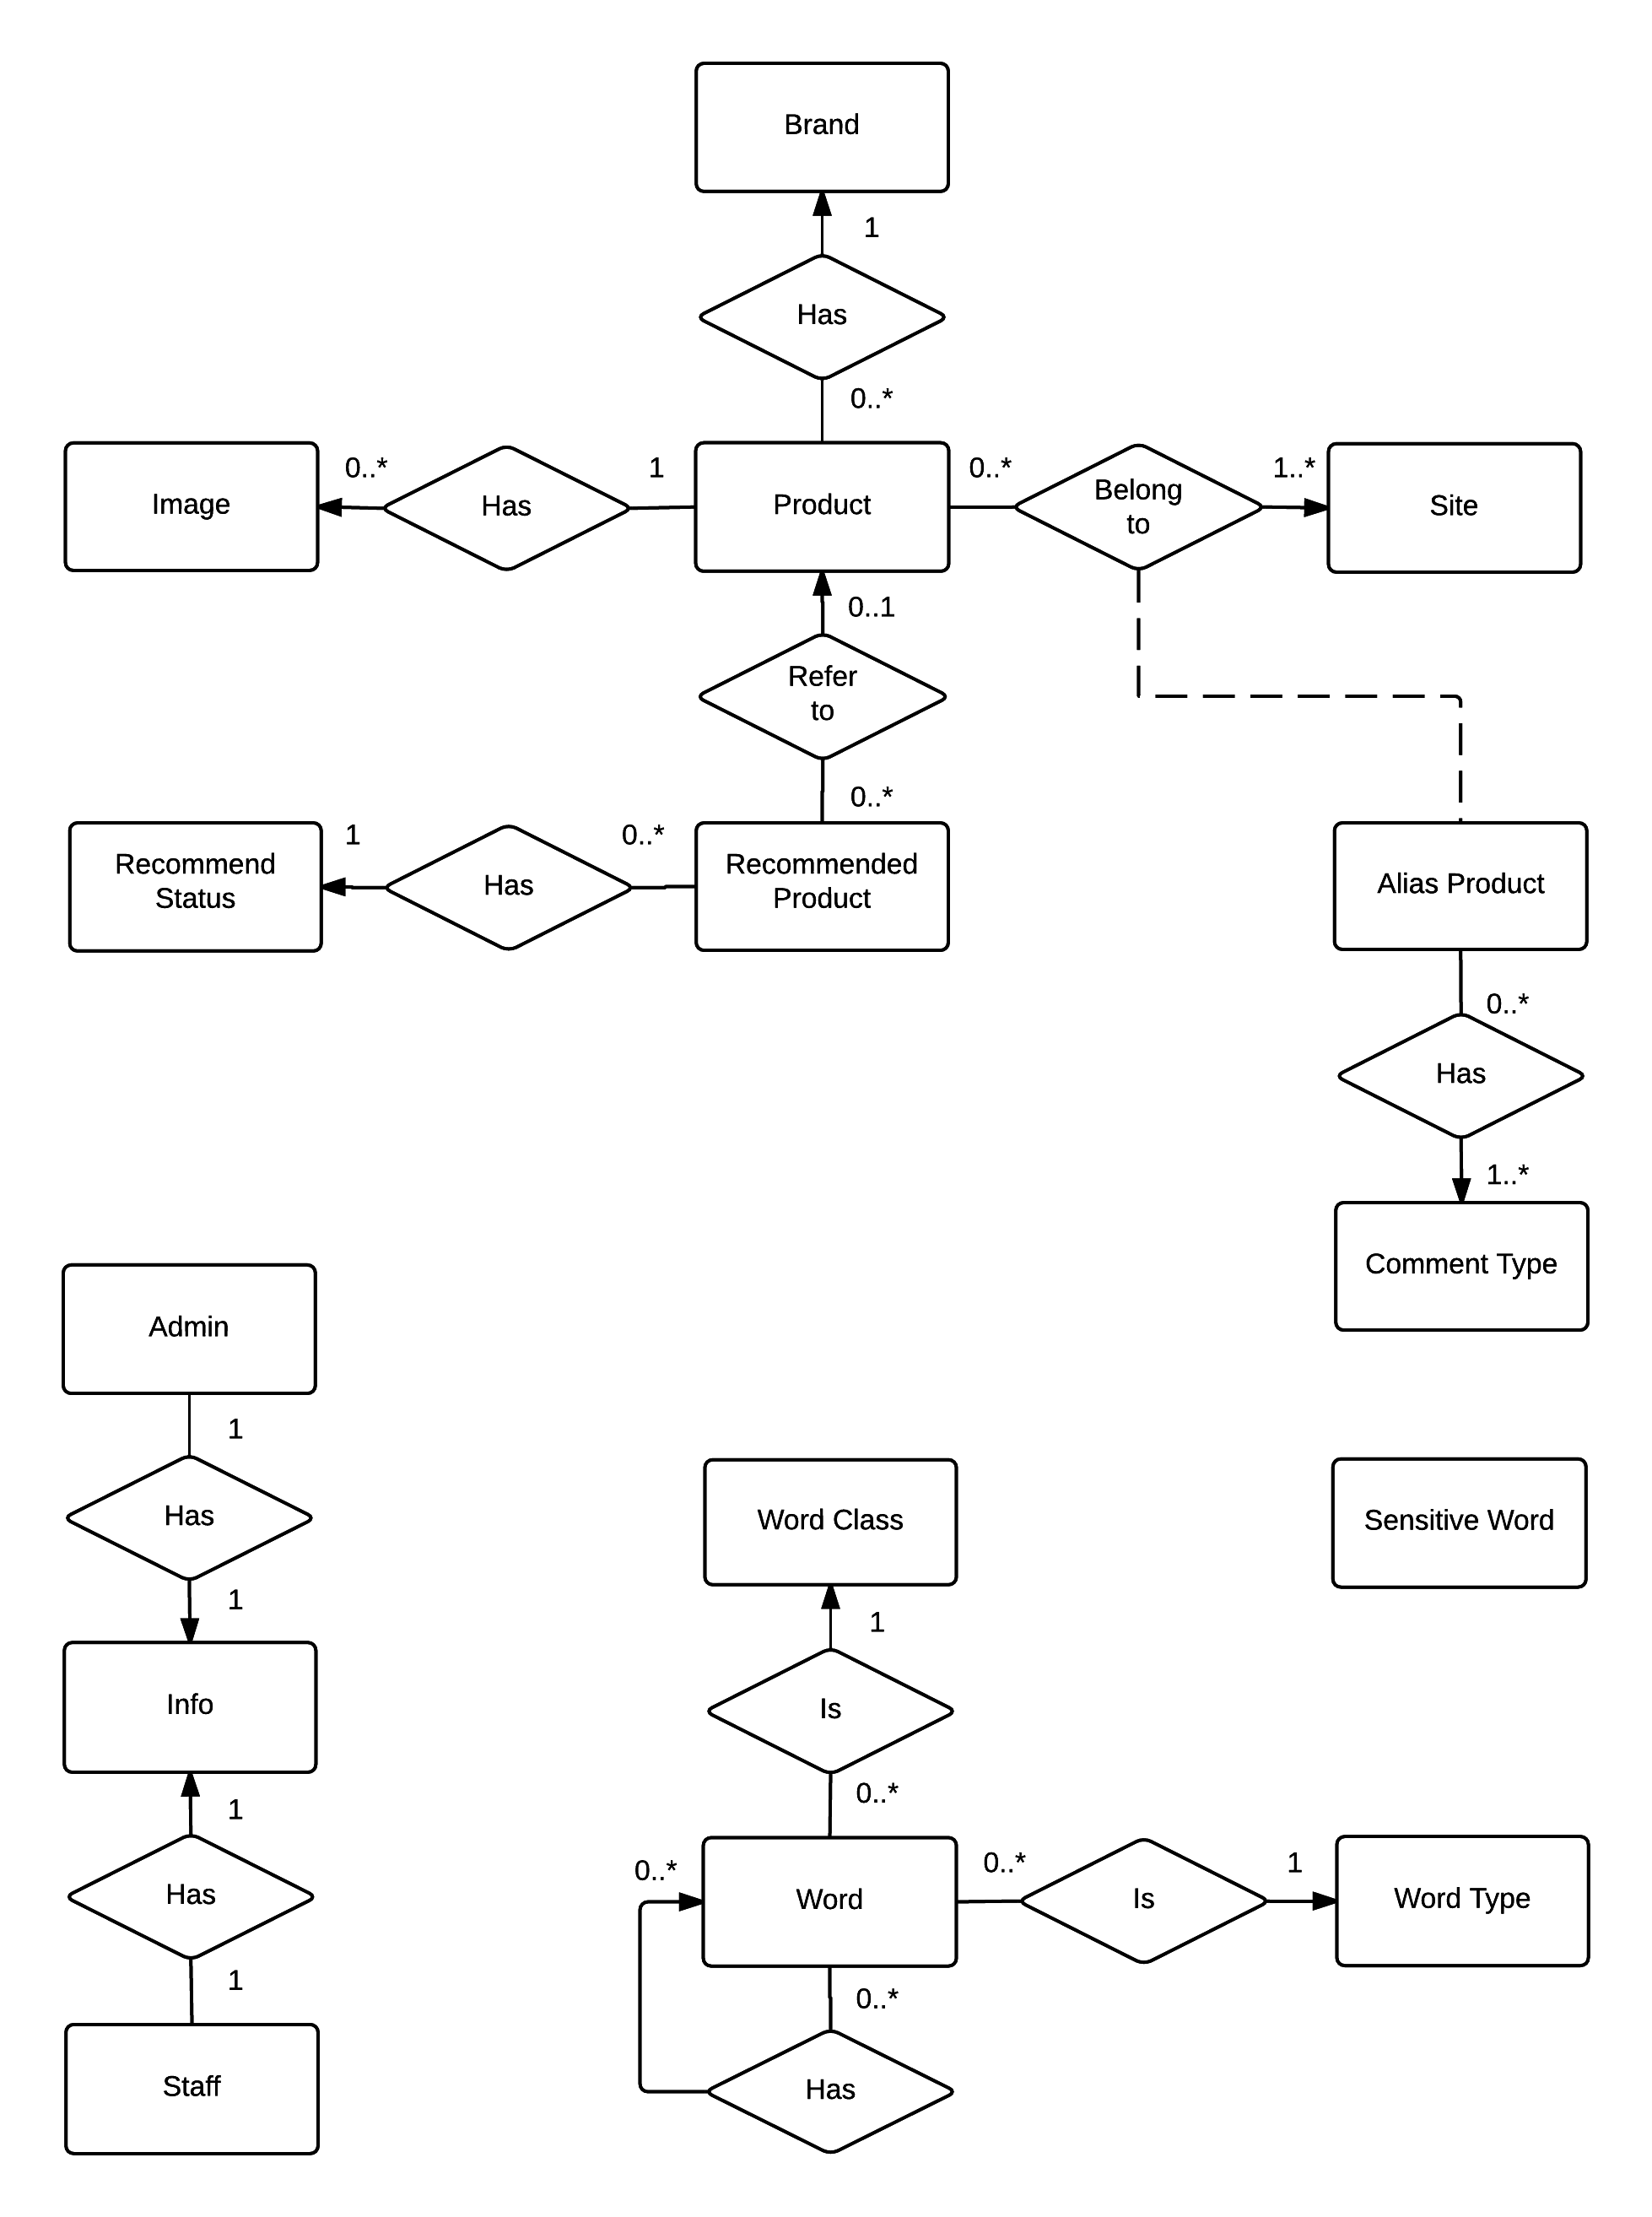 Brand
1
Has
0..*
Image
0..*
Has
1
Product
0..*
Belong
to
1..*
Site
0..1
Refer
to
0..*
Recommend
Status
1
Has
0..*
Recommended
Product
Alias Product
0..*
Has
1..*
Comment Type
Admin
1
Has
1
Info
1
Has
1
Staff
Word Class
1
Is
0..*
0..*
Word
0..*
Is
1
Word Type
0..*
Has
Sensitive Word